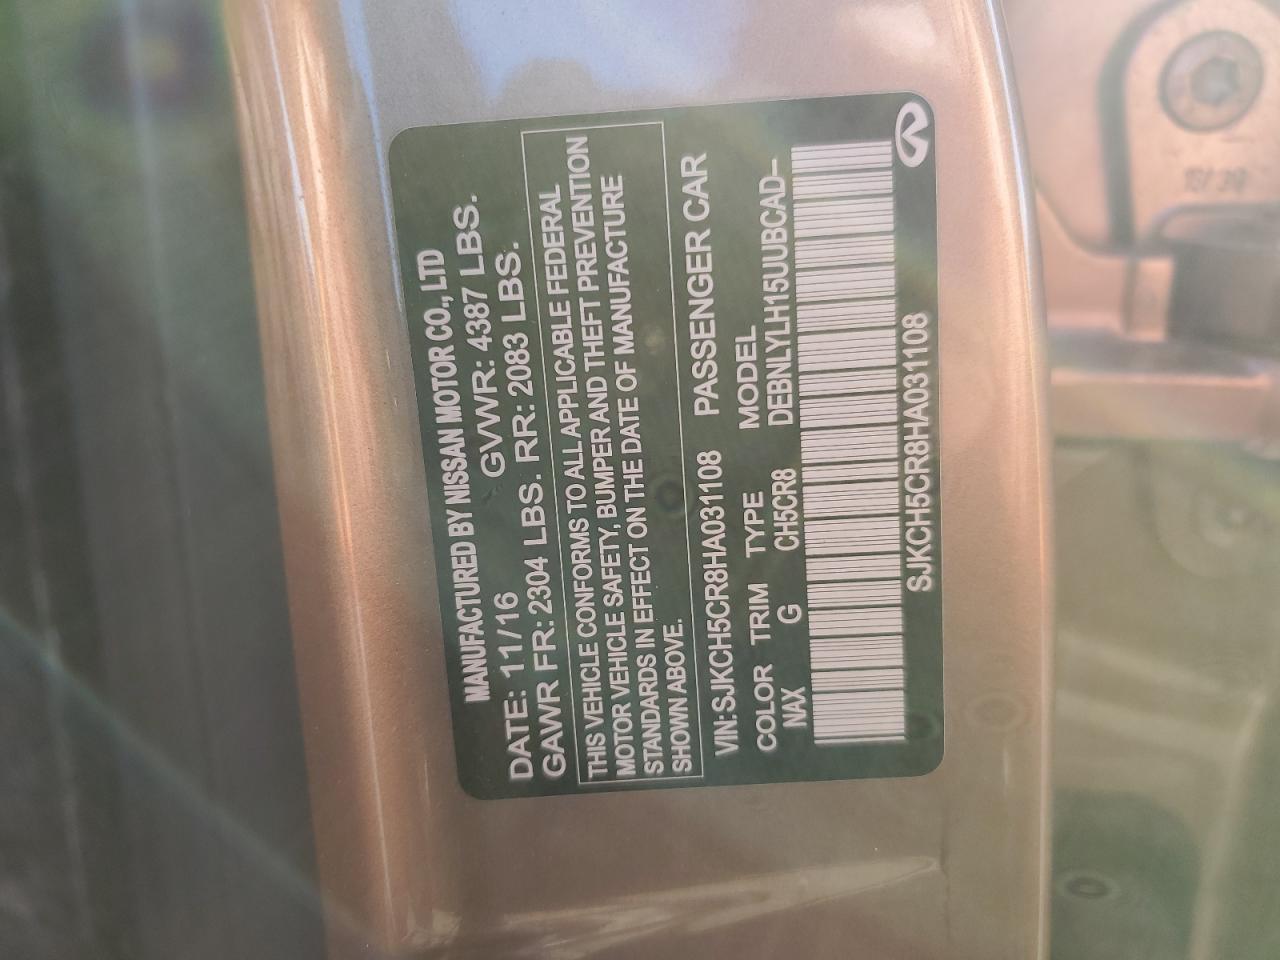 MANUFACTURED BY NISSAN MOTOR CO., LTD
DATE: 11/16 GVWR: 4387 LBS.
GAWR FR: 2304 LBS. RR: 2083 LBS.
THIS VEHICLE CONFORMS TO ALL APPLICABLE FEDERAL
MOTOR VEHICLE SAFETY, BUMPER AND THEFT PREVENTION
STANDARDS IN EFFECT ON THE DATE OF MANUFACTURE
SHOWN ABOVE.
VIN: SJKCH5CR8HA031108 PASSENGER CAR
COLOR TRIM TYPE MODEL
NAX G CH5CR8 DEBNLYLH15UUBCAD–
SJKCH5CR8HA031108